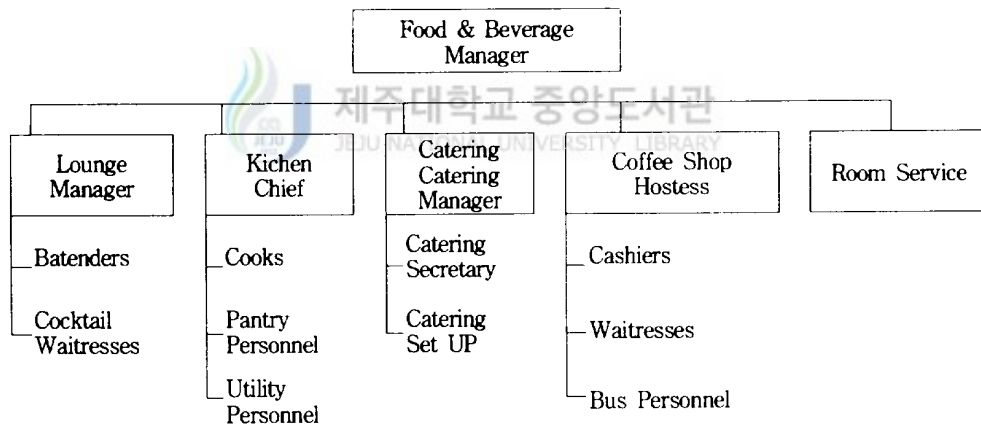 Food & Beverage
Manager
제주대학교 중앙도서관
JEJU NATIONAL UNIVERSITY LIBRARY
JEJU
Lounge
Manager
Kichen
Chief
Catering
Catering
Manager
Coffee Shop
Hostess
Room Service
Batenders
Cocktail
Waitresses
Cooks
Pantry
Personnel
Utility
Personnel
Catering
Secretary
Catering
Set UP
Cashiers
Waitresses
Bus Personnel